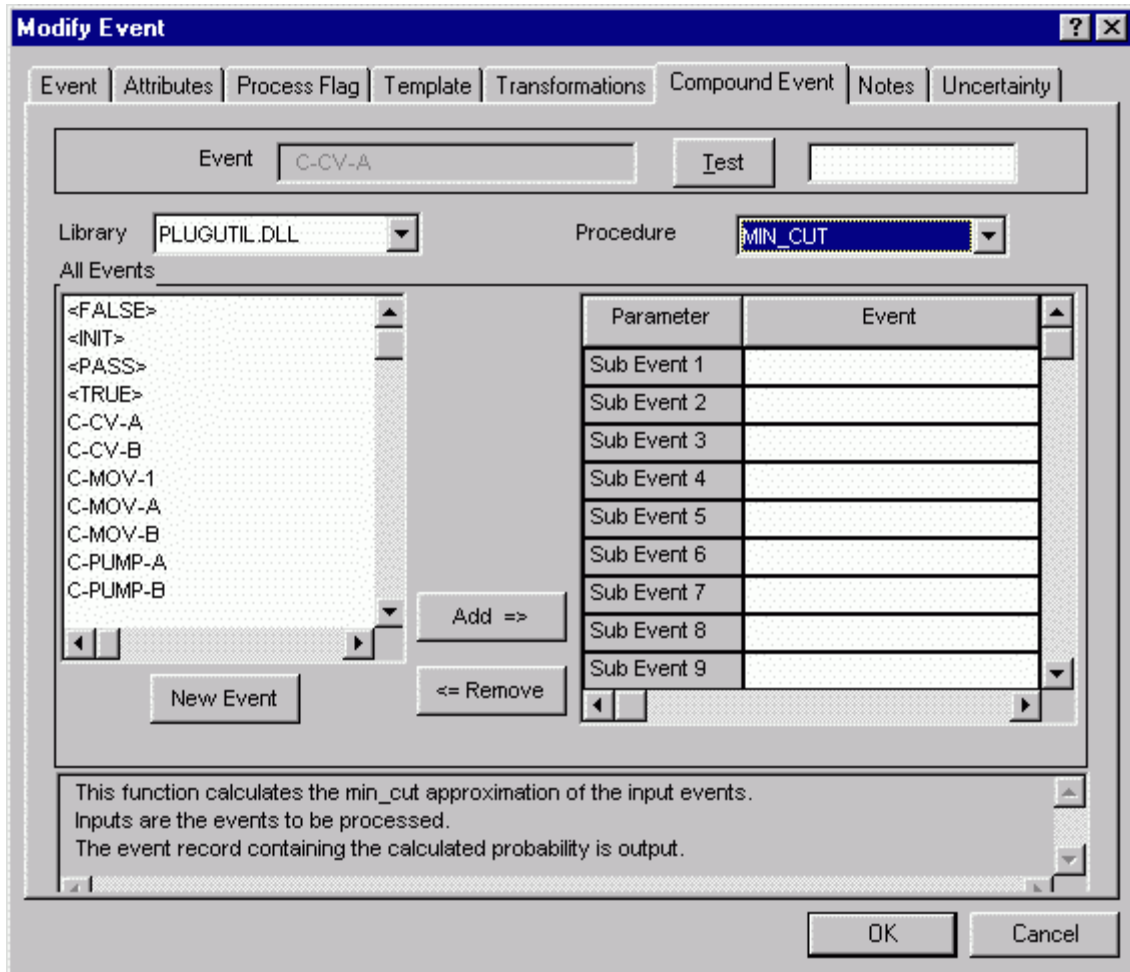 Modify Event
Event Attributes Process Flag Template Transformations Compound Event Notes Uncertainty
Event C-CV-A Test
Library PLUGUTIL.DLL Procedure MIN_CUT
All Events
<FALSE>
<INIT>
<PASS>
<TRUE>
C-CV-A
C-CV-B
C-MOV-1
C-MOV-A
C-MOV-B
C-PUMP-A
C-PUMP-B
New Event
Add =>
<= Remove
Parameter Event
Sub Event 1
Sub Event 2
Sub Event 3
Sub Event 4
Sub Event 5
Sub Event 6
Sub Event 7
Sub Event 8
Sub Event 9
This function calculates the min_cut approximation of the input events.
Inputs are the events to be processed.
The event record containing the calculated probability is output.
OK Cancel